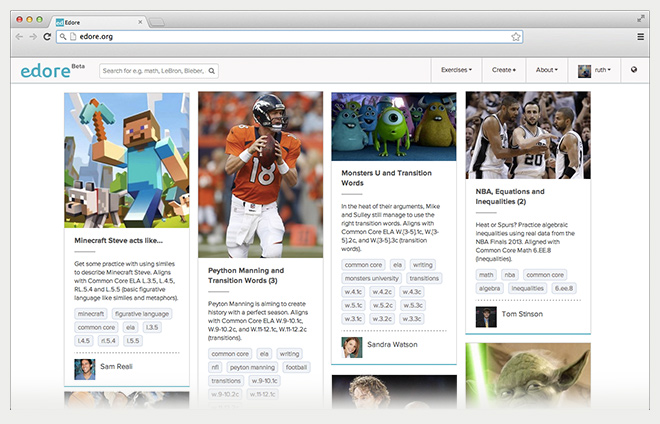 Edore
edore.org
edore Beta
Search for e.g. math, LeBron, Bieber,
Exercises
Create +
About
ruth
Minecraft Steve acts like...
Get some practice with using similes
to describe Minecraft Steve. Aligns
with Common Core ELA L.3.5, L.4.5,
RL.5.4 and L.5.5 (basic figurative
language like similes and metaphors).
minecraft figurative language
common core ela l.3.5
l.4.5 rl.5.4 l.5.5
Sam Reall
18
Peython Manning and
Transition Words (3)
Peyton Manning is aiming to create
history with a perfect season. Aligns
with Common Core ELA W.9-10.1c,
W.9-10.2c, and W.11-12.1c, W.11-12.2c
(transitions).
common core ela writing
nfl peyton manning football
transitions w.9-10.1c
w.9-10.2c w.11-12.1c
Monsters U and Transition
Words
In the heat of their arguments, Mike
and Sulley still manage to use the
right transition words. Aligns with
Common Core ELA W.[3-5].1c, W.[3-
5].2c, and W.[3-5].3c (transition
words).
common core ela writing
monsters university transitions
w.4.1c w.4.2c w.4.3c
w.5.1c w.5.2c w.5.3c
w.3.1c w.3.2c w.3.3c
Sandra Watson
20
NBA, Equations and
Inequalities (2)
Heat or Spurs? Practice algebraic
inequalities using real data from the
NBA Finals 2013. Aligned with
Common Core Math 6.EE.8
(inequalities).
math nba common core
algebra inequalities 6.ee.8
Tom Stinson